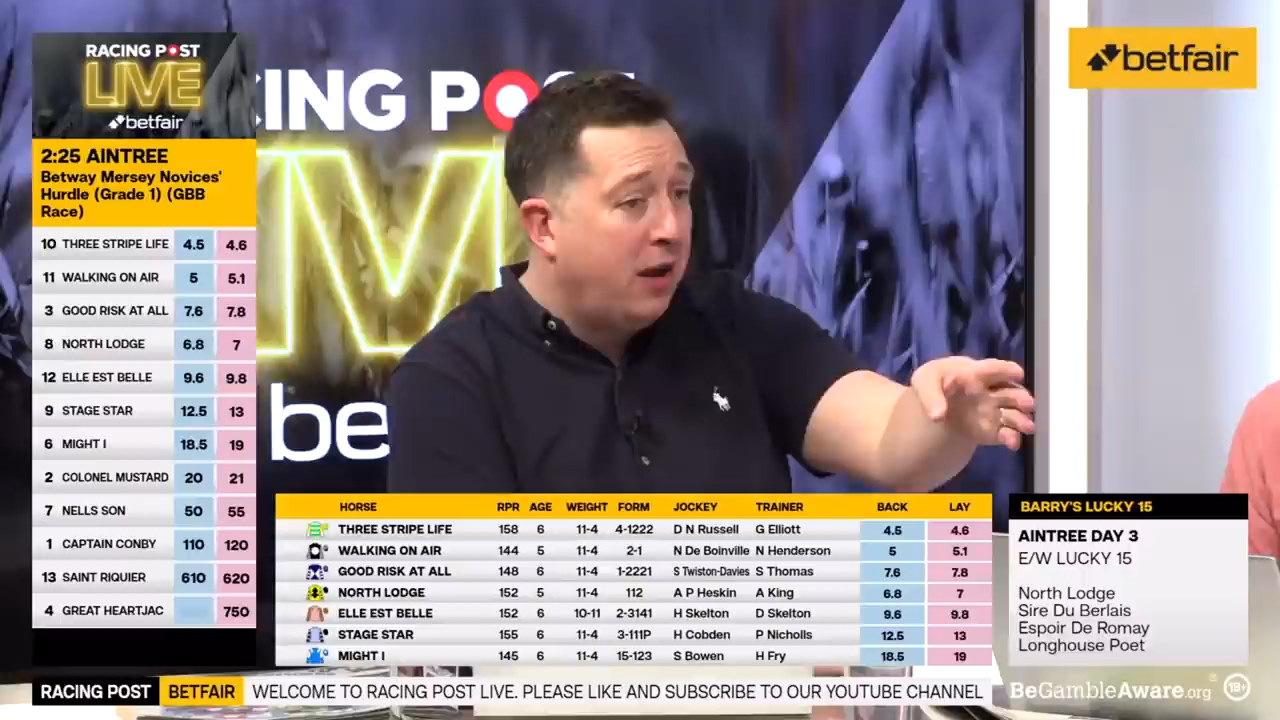 RACING POST
LIVE
betfair
2:25 AINTREE
Betway Mersey Novices'
Hurdle (Grade 1) (GBB
Race)
10 THREE STRIPE LIFE 4.5 4.6
11 WALKING ON AIR 5 5.1
3 GOOD RISK AT ALL 7.6 7.8
8 NORTH LODGE 6.8 7
12 ELLE EST BELLE 9.6 9.8
9 STAGE STAR 12.5 13
6 MIGHT I 18.5 19
2 COLONEL MUSTARD 20 21
7 NELLS SON 50 55
1 CAPTAIN CONBY 110 120
13 SAINT RIQUIER 610 620
4 GREAT HEARTJAC 750
CING POS
IV
be
betfair
HORSE RPR AGE WEIGHT FORM JOCKEY TRAINER BACK LAY
THREE STRIPE LIFE 158 6 11-4 4-1222 D N Russell G Elliott 4.5 4.6
WALKING ON AIR 144 5 11-4 2-1 N De Boinville N Henderson 5 5.1
GOOD RISK AT ALL 148 6 11-4 1-2221 S Twiston-Davies S Thomas 7.6 7.8
NORTH LODGE 152 5 11-4 112 A P Heskin A King 6.8 7
ELLE EST BELLE 152 6 10-11 2-3141 H Skelton D Skelton 9.6 9.8
STAGE STAR 155 6 11-4 3-111P H Cobden P Nicholls 12.5 13
MIGHT I 145 6 11-4 15-123 S Bowen H Fry 18.5 19
BARRY'S LUCKY 15
AINTREE DAY 3
E/W LUCKY 15
North Lodge
Sire Du Berlais
Espoir De Romay
Longhouse Poet
RACING POST BETFAIR WELCOME TO RACING POST LIVE. PLEASE LIKE AND SUBSCRIBE TO OUR YOUTUBE CHANNEL
BeGambleAware.org 18+